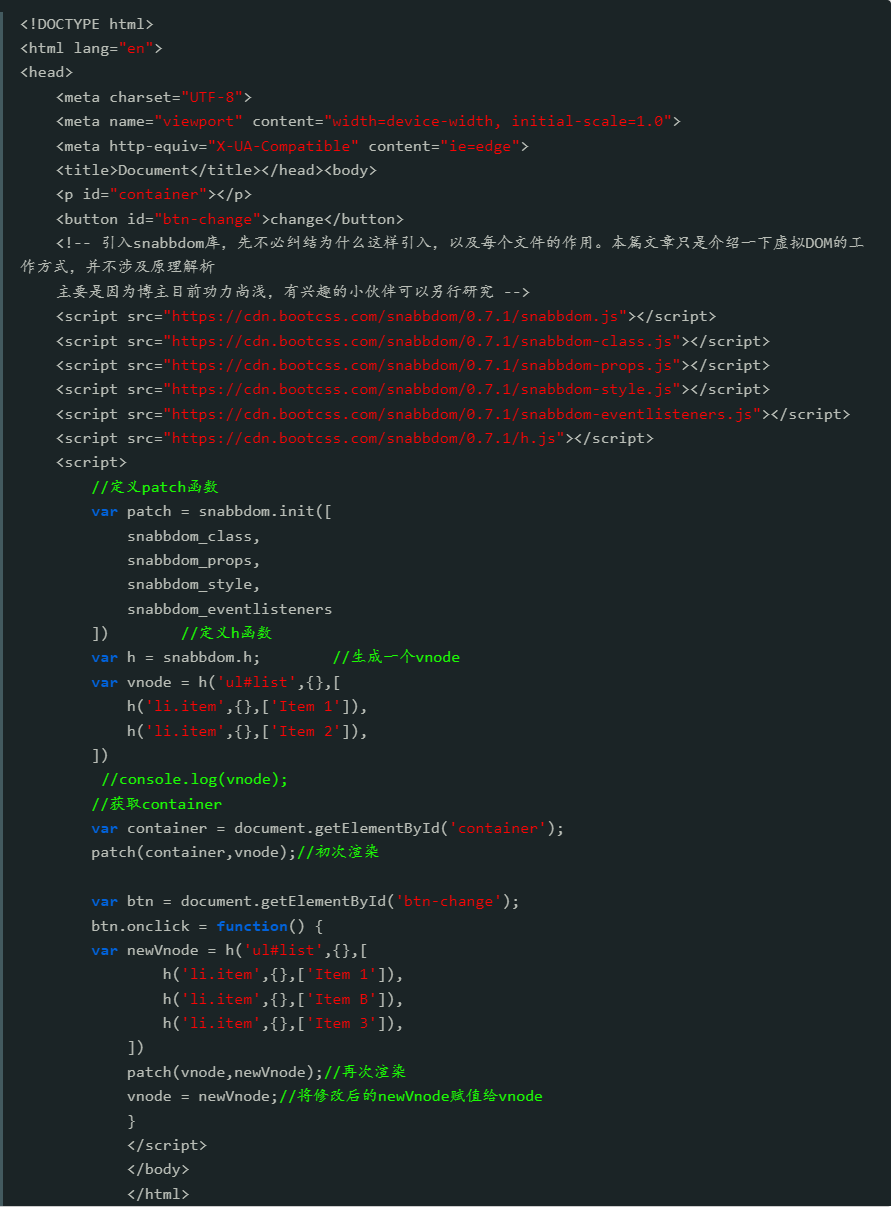 <!DOCTYPE html>
<html lang="en">
<head>
    <meta charset="UTF-8">
    <meta name="viewport" content="width=device-width, initial-scale=1.0">
    <meta http-equiv="X-UA-Compatible" content="ie=edge">
    <title>Document</title></head><body>
    <p id="container"></p>
    <button id="btn-change">change</button>
    <!-- 引入snabbdom库，先不必纠结为什么这样引入，以及每个文件的作用。本篇文章只是介绍一下虚拟DOM的工
作方式，并不涉及原理解析
    主要是因为博主目前功力尚浅，有兴趣的小伙伴可以另行研究 -->
    <script src="https://cdn.bootcss.com/snabbdom/0.7.1/snabbdom.js"></script>
    <script src="https://cdn.bootcss.com/snabbdom/0.7.1/snabbdom-class.js"></script>
    <script src="https://cdn.bootcss.com/snabbdom/0.7.1/snabbdom-props.js"></script>
    <script src="https://cdn.bootcss.com/snabbdom/0.7.1/snabbdom-style.js"></script>
    <script src="https://cdn.bootcss.com/snabbdom/0.7.1/snabbdom-eventlisteners.js"></script>
    <script src="https://cdn.bootcss.com/snabbdom/0.7.1/h.js"></script>
    <script>
        //定义patch函数
        var patch = snabbdom.init([
            snabbdom_class,
            snabbdom_props,
            snabbdom_style,
            snabbdom_eventlisteners
        ])        //定义h函数
        var h = snabbdom.h;        //生成一个vnode
        var vnode = h('ul#list',{},[
            h('li.item',{},['Item 1']),
            h('li.item',{},['Item 2']),
        ])
         //console.log(vnode);
        //获取container
        var container = document.getElementById('container');
        patch(container,vnode);//初次渲染
        var btn = document.getElementById('btn-change');
        btn.onclick = function() {
        var newVnode = h('ul#list',{},[
                h('li.item',{},['Item 1']),
                h('li.item',{},['Item B']),
                h('li.item',{},['Item 3']),
            ])
            patch(vnode,newVnode);//再次渲染
            vnode = newVnode;//将修改后的newVnode赋值给vnode
            }
            </script>
            </body>
            </html>